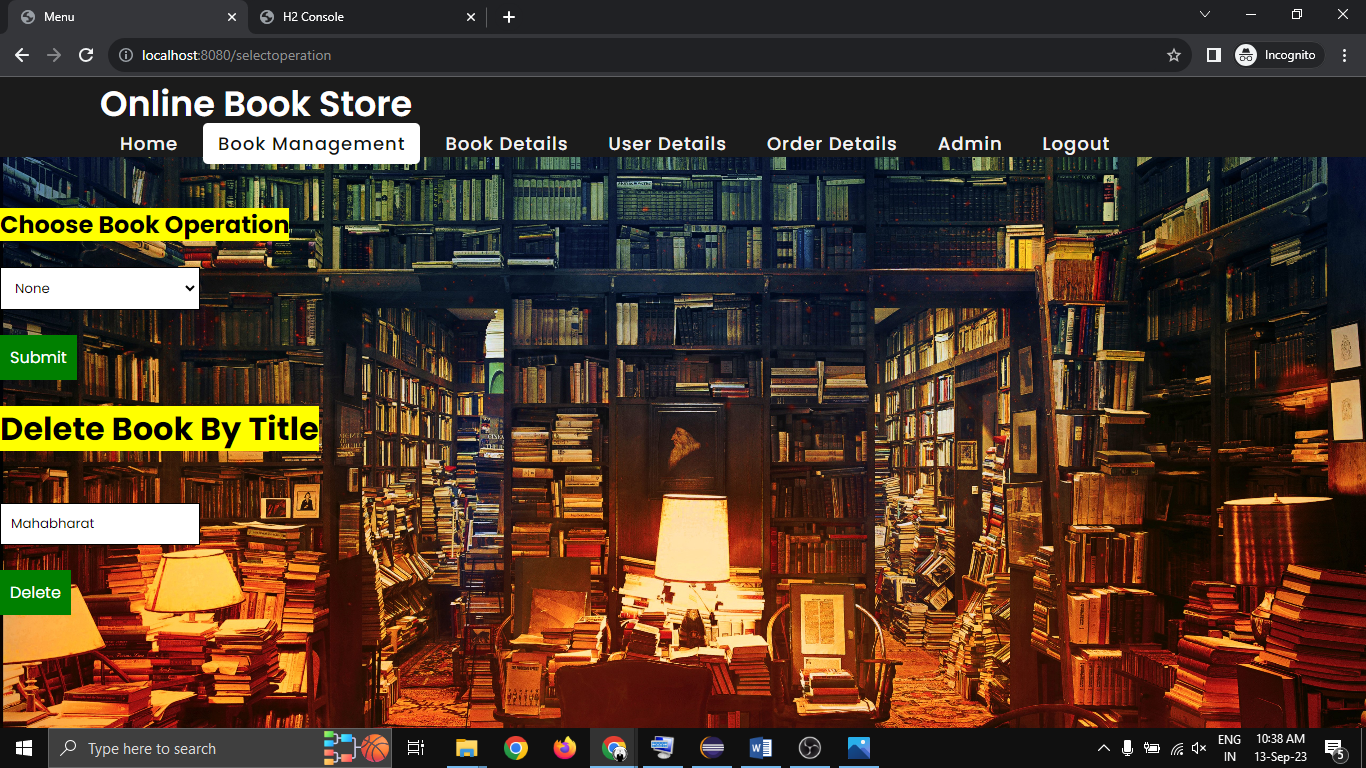 Menu
H2 Console
localhost:8080/selectoperation
Incognito
Online Book Store
Home Book Management Book Details User Details Order Details Admin Logout
Choose Book Operation
None
Submit
Delete Book By Title
Mahabharat
Delete
Type here to search
ENG
IN
10:38 AM
13-Sep-23
5